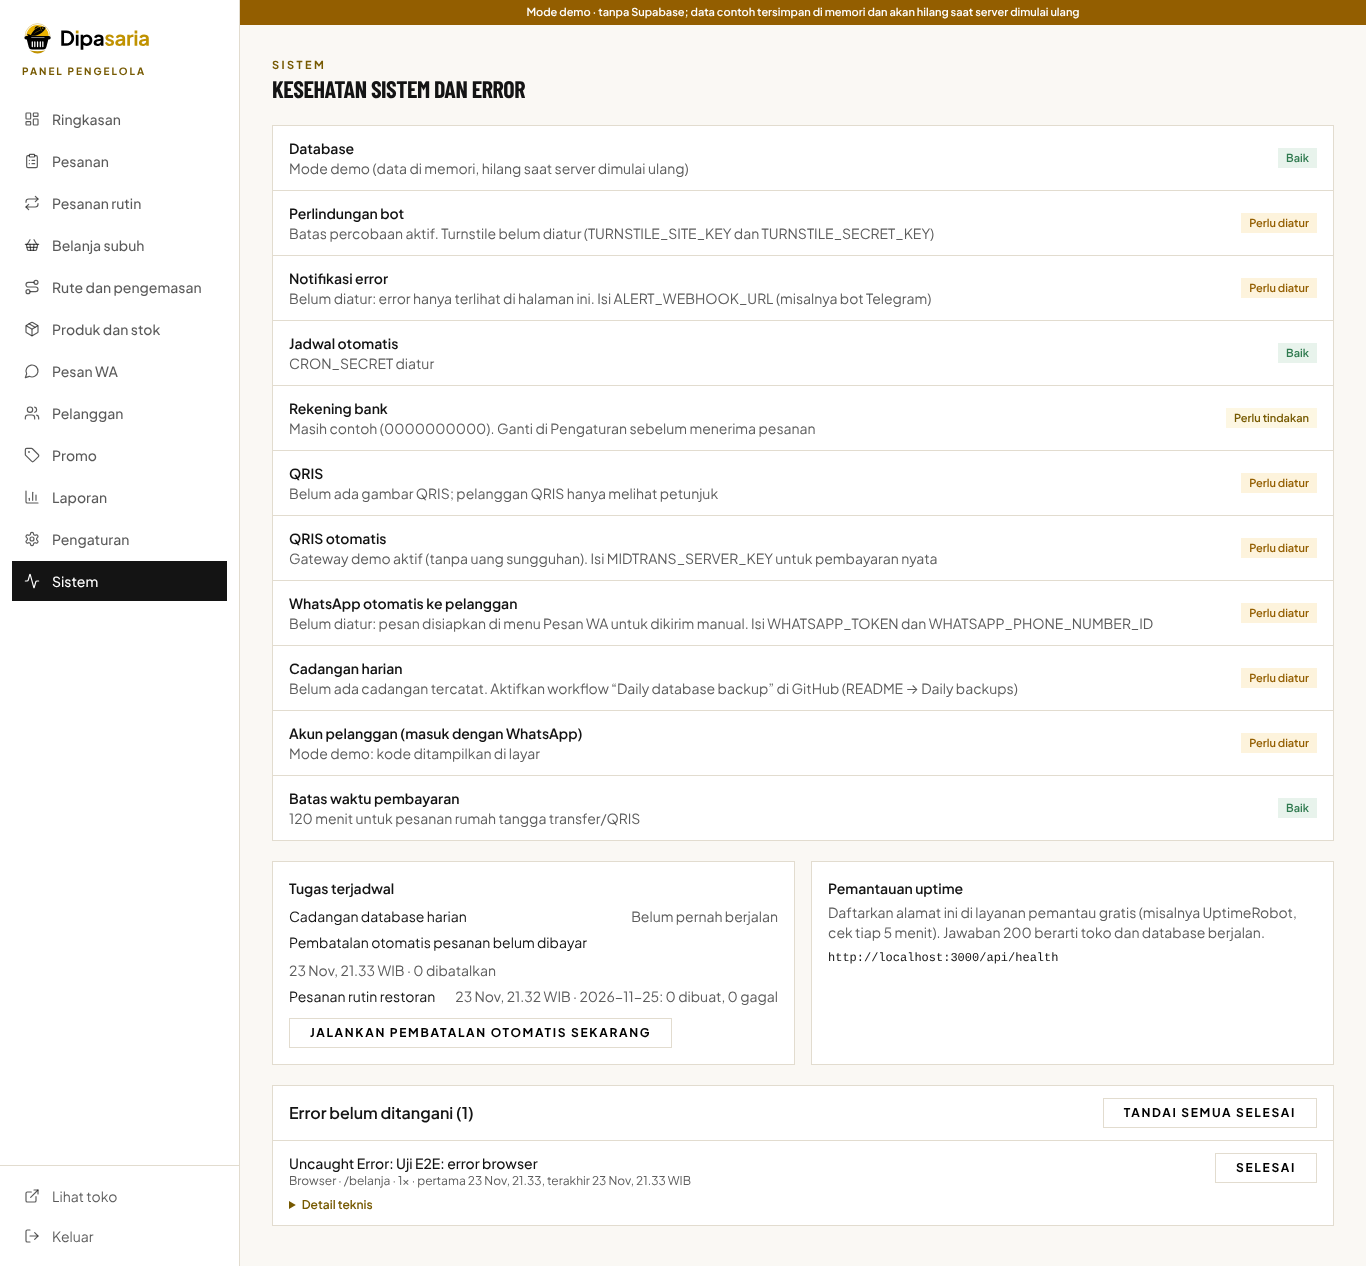 Mode demo · tanpa Supabase; data contoh tersimpan di memori dan akan hilang saat server dimulai ulang
Dipasaria
PANEL PENGELOLA
Ringkasan
Pesanan
Pesanan rutin
Belanja subuh
Rute dan pengemasan
Produk dan stok
Pesan WA
Pelanggan
Promo
Laporan
Pengaturan
Sistem
Lihat toko
Keluar
SISTEM
KESEHATAN SISTEM DAN ERROR
Database
Mode demo (data di memori, hilang saat server dimulai ulang)
Baik
Perlindungan bot
Batas percobaan aktif. Turnstile belum diatur (TURNSTILE_SITE_KEY dan TURNSTILE_SECRET_KEY)
Perlu diatur
Notifikasi error
Belum diatur: error hanya terlihat di halaman ini. Isi ALERT_WEBHOOK_URL (misalnya bot Telegram)
Perlu diatur
Jadwal otomatis
CRON_SECRET diatur
Baik
Rekening bank
Masih contoh (0000000000). Ganti di Pengaturan sebelum menerima pesanan
Perlu tindakan
QRIS
Belum ada gambar QRIS; pelanggan QRIS hanya melihat petunjuk
Perlu diatur
QRIS otomatis
Gateway demo aktif (tanpa uang sungguhan). Isi MIDTRANS_SERVER_KEY untuk pembayaran nyata
Perlu diatur
WhatsApp otomatis ke pelanggan
Belum diatur: pesan disiapkan di menu Pesan WA untuk dikirim manual. Isi WHATSAPP_TOKEN dan WHATSAPP_PHONE_NUMBER_ID
Perlu diatur
Cadangan harian
Belum ada cadangan tercatat. Aktifkan workflow “Daily database backup” di GitHub (README → Daily backups)
Perlu diatur
Akun pelanggan (masuk dengan WhatsApp)
Mode demo: kode ditampilkan di layar
Perlu diatur
Batas waktu pembayaran
120 menit untuk pesanan rumah tangga transfer/QRIS
Baik
Tugas terjadwal
Cadangan database harian Belum pernah berjalan
Pembatalan otomatis pesanan belum dibayar
23 Nov, 21.33 WIB · 0 dibatalkan
Pesanan rutin restoran 23 Nov, 21.32 WIB · 2026-11-25: 0 dibuat, 0 gagal
JALANKAN PEMBATALAN OTOMATIS SEKARANG
Pemantauan uptime
Daftarkan alamat ini di layanan pemantau gratis (misalnya UptimeRobot,
cek tiap 5 menit). Jawaban 200 berarti toko dan database berjalan.
http://localhost:3000/api/health
Error belum ditangani (1)
TANDAI SEMUA SELESAI
Uncaught Error: Uji E2E: error browser
Browser · /belanja · 1× · pertama 23 Nov, 21.33, terakhir 23 Nov, 21.33 WIB
SELESAI
Detail teknis